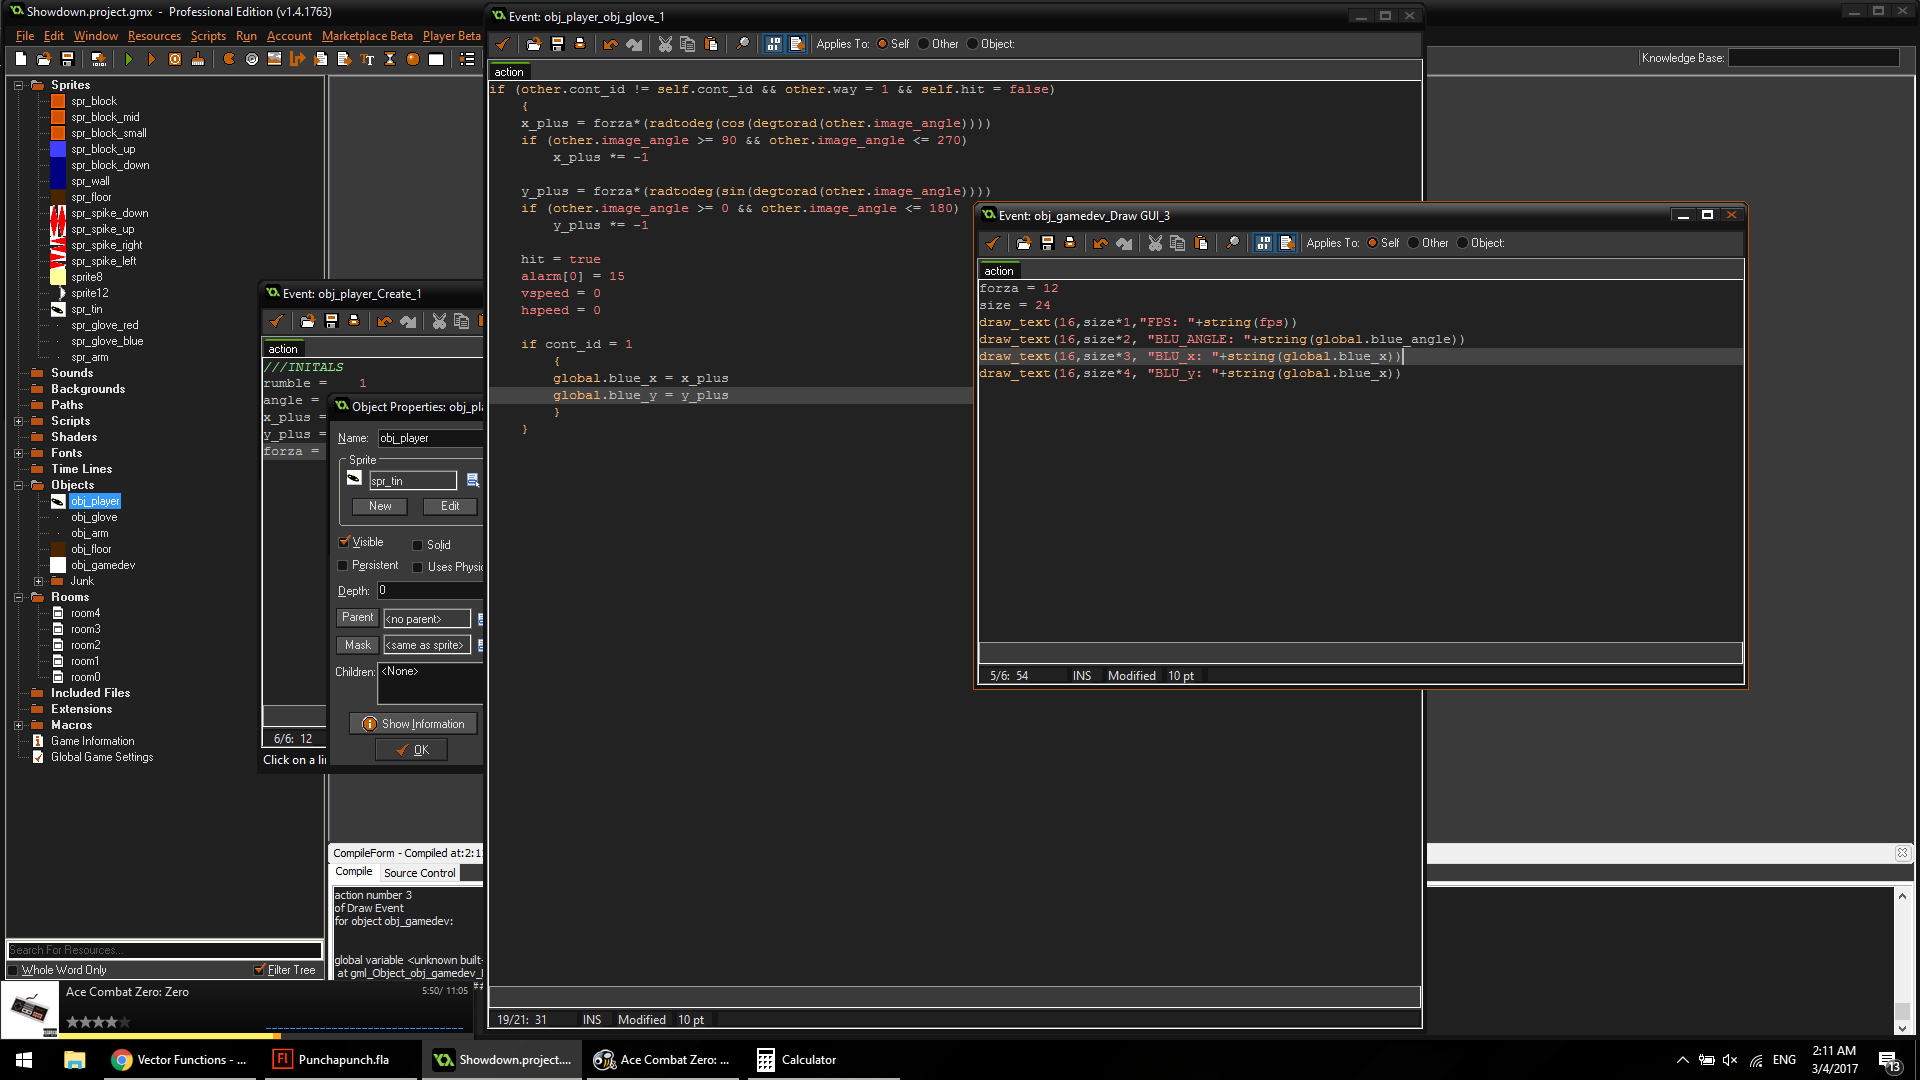 Showdown.project.gmx - Professional Edition (v1.4.1763)
File Edit Window Resources Scripts Run Account Marketplace Beta Player Beta
Knowledge Base:
Sprites
spr_block
spr_block_mid
spr_block_small
spr_block_up
spr_block_down
spr_wall
spr_floor
spr_spike_down
spr_spike_up
spr_spike_right
spr_spike_left
sprite8
sprite12
spr_tin
spr_glove_red
spr_glove_blue
spr_arm
Sounds
Backgrounds
Paths
Scripts
Shaders
Fonts
Time Lines
Objects
obj_player
obj_glove
obj_arm
obj_floor
obj_gamedev
Junk
Rooms
room4
room3
room2
room1
room0
Included Files
Extensions
Macros
Game Information
Global Game Settings
Search For Resources...
Whole Word Only
Filter Tree
Event: obj_player_Create_1
action
///INITALS
rumble = 1
angle =
x_plus =
y_plus =
forza =
6/6: 12
Click on a li
Object Properties: obj_pla
Name: obj_player
Sprite
spr_tin
New
Edit
Visible
Solid
Persistent
Uses Physic
Depth: 0
Parent <no parent>
Mask <same as sprite>
Children: <None>
Show Information
OK
CompileForm - Compiled at:2:1
Compile
Source Control
action number 3
of Draw Event
for object obj_gamedev:
global variable <unknown built-
at gml_Object_obj_gamedev_
##
Event: obj_player_obj_glove_1
Applies To: Self Other Object:
action
if (other.cont_id != self.cont_id && other.way = 1 && self.hit = false)
{
x_plus = forza*(radtodeg(cos(degtorad(other.image_angle))))
if (other.image_angle >= 90 && other.image_angle <= 270)
x_plus *= -1
y_plus = forza*(radtodeg(sin(degtorad(other.image_angle))))
if (other.image_angle >= 0 && other.image_angle <= 180)
y_plus *= -1
hit = true
alarm[0] = 15
vspeed = 0
hspeed = 0
if cont_id = 1
{
global.blue_x = x_plus
global.blue_y = y_plus
}
}
19/21: 31 INS Modified 10 pt
Event: obj_gamedev_Draw GUI_3
Applies To: Self Other Object:
action
forza = 12
size = 24
draw_text(16,size*1,"FPS: "+string(fps))
draw_text(16,size*2, "BLU_ANGLE: "+string(global.blue_angle))
draw_text(16,size*3, "BLU_x: "+string(global.blue_x))
draw_text(16,size*4, "BLU_y: "+string(global.blue_x))
5/6: 54 INS Modified 10 pt
Ace Combat Zero: Zero
5:50/ 11:05
Vector Functions - ...
Punchapunch.fla
Showdown.project....
Ace Combat Zero: ...
Calculator
ENG
2:11 AM
3/4/2017
13